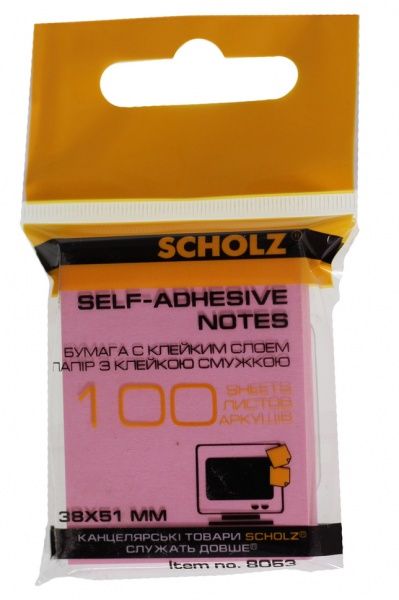 SCHOLZ®
SELF-ADHESIVE
NOTES
БУМАГА С КЛЕЙКИМ СЛОЕМ
ПАПІР З КЛЕЙКОЮ СМУЖКОЮ
100 SHEETS
ЛИСТОВ
АРКУШІВ
38X51 MM
КАНЦЕЛЯРСЬКІ ТОВАРИ SCHOLZ®
СЛУЖАТЬ ДОВШЕ®
Item no. 8053